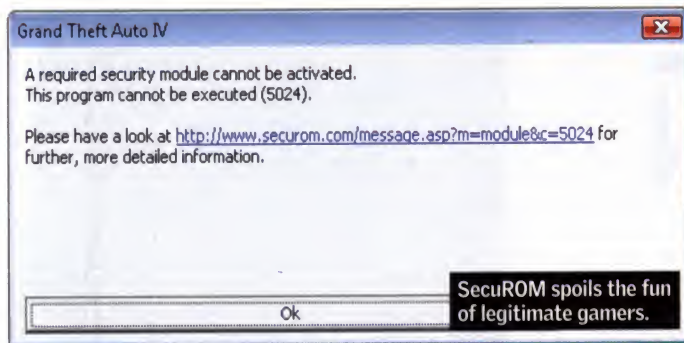 Grand Theft Auto IV
A required security module cannot be activated.
This program cannot be executed (5024).
Please have a look at http://www.securom.com/message.asp?m=module&c=5024 for
further, more detailed information.
Ok
SecuROM spoils the fun
of legitimate gamers.